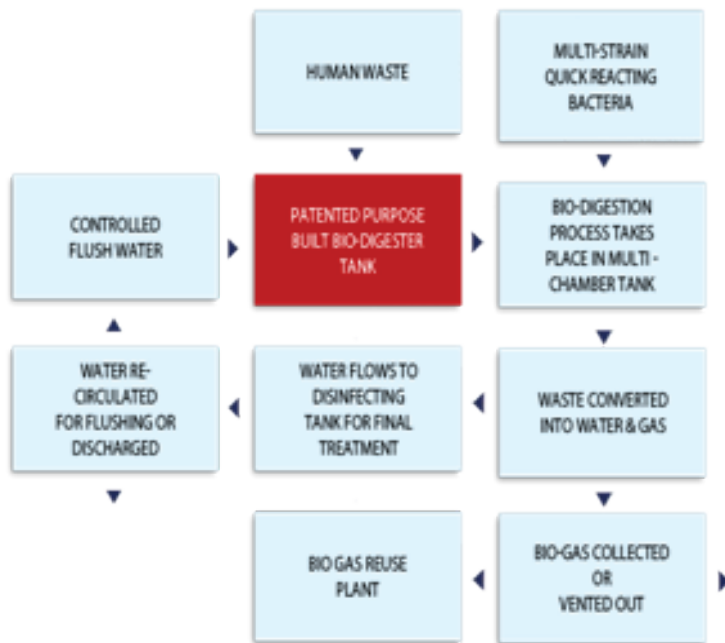 HUMAN WASTE
MULTI-STRAIN
QUICK REACTING
BACTERIA
CONTROLLED
FLUSH WATER
PATENTED PURPOSE
BUILT BIO-DIGESTER
TANK
BIO-DIGESTION
PROCESS TAKES
PLACE IN MULTI -
CHAMBER TANK
WATER RE-
CIRCULATED
FOR FLUSHING OR
DISCHARGED
WATER FLOWS TO
DISINFECTING
TANK FOR FINAL
TREATMENT
WASTE CONVERTED
INTO WATER & GAS
BIO GAS REUSE
PLANT
BIO-GAS COLLECTED
OR
VENTED OUT